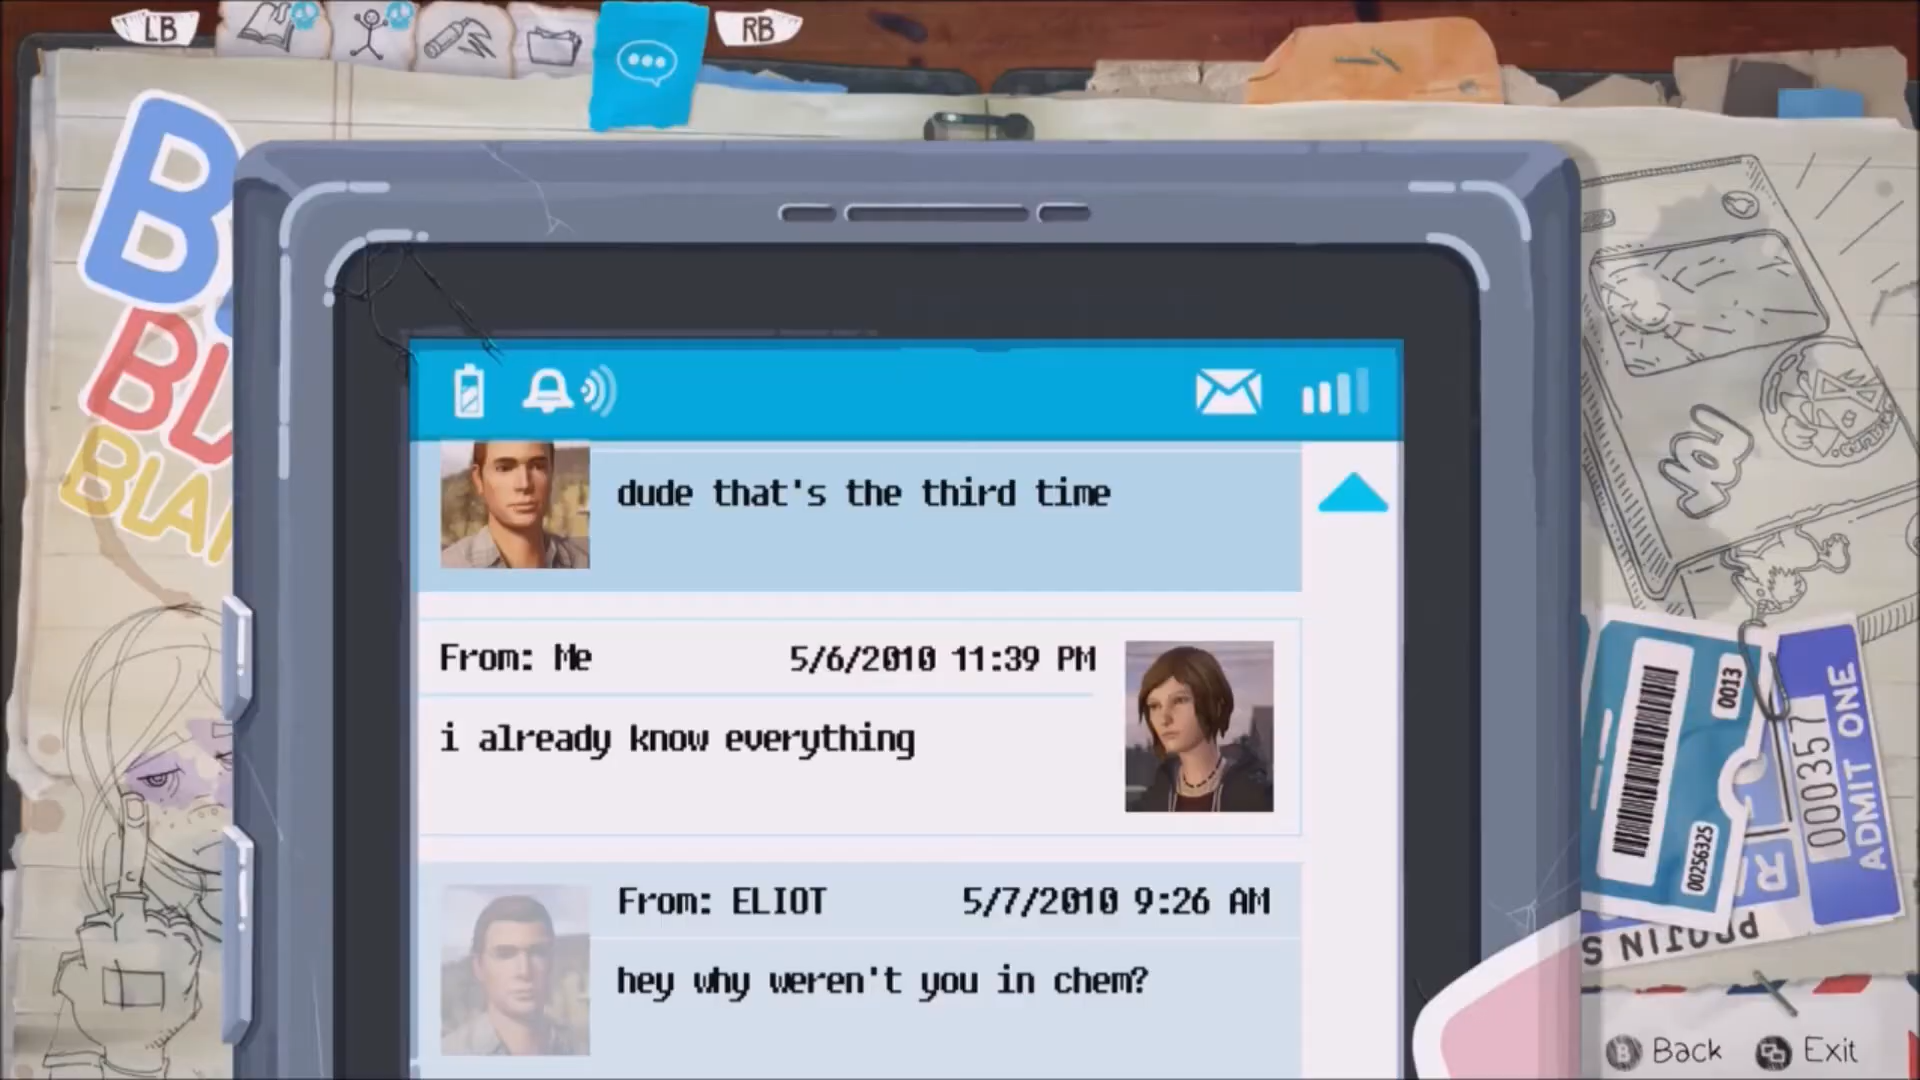 LB
RB
dude that's the third time
From: Me 5/6/2010 11:39 PM
i already know everything
From: ELIOT 5/7/2010 9:26 AM
hey why weren't you in chem?
0013
00256325
000357
ADMIT ONE
B Back Exit